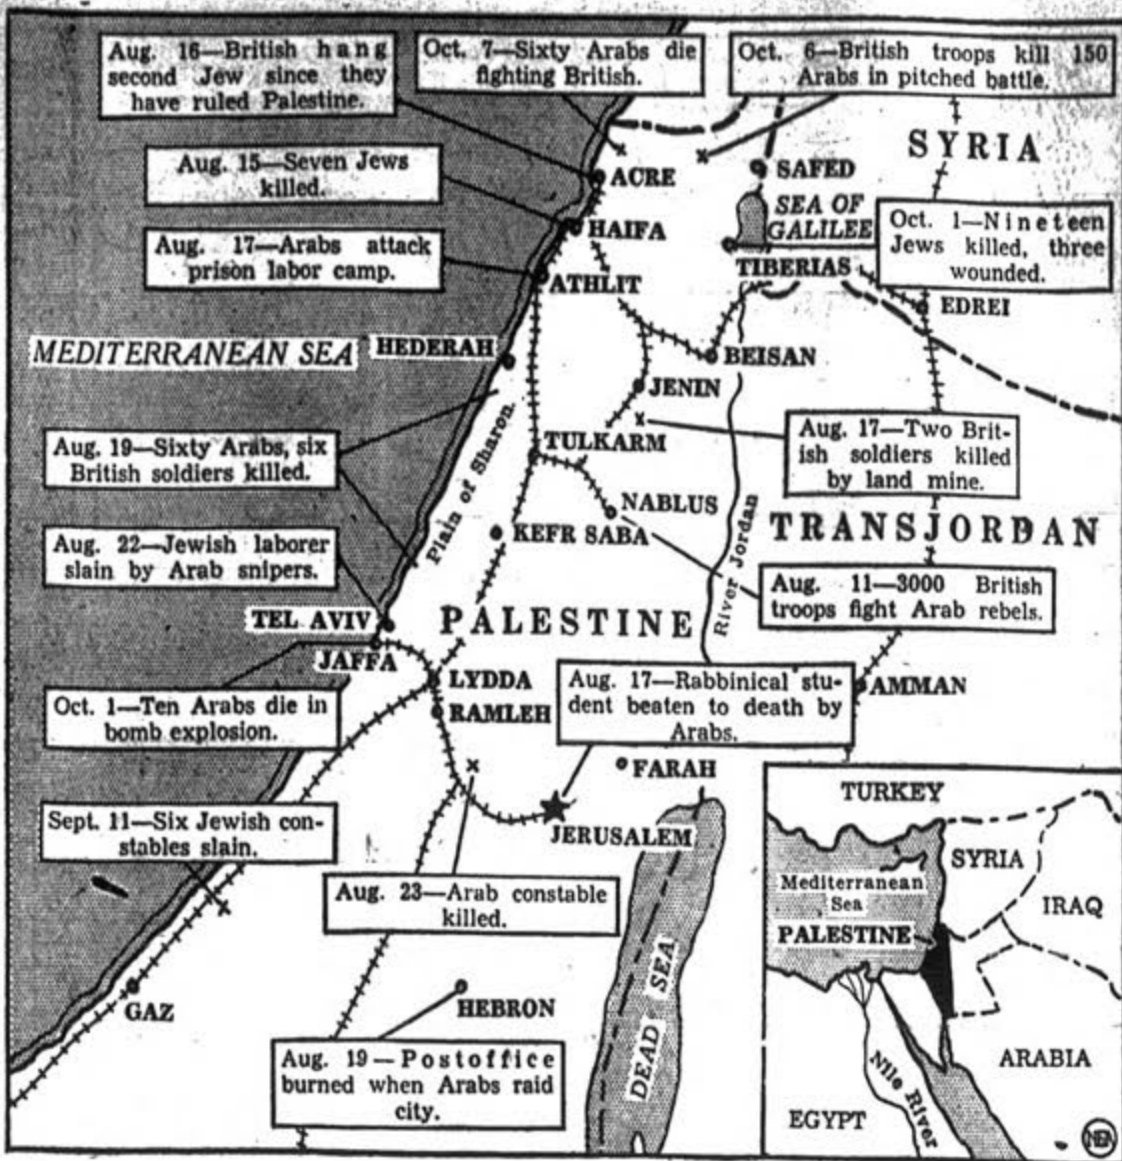 Aug. 16—British hang
second Jew since they
have ruled Palestine.
Oct. 7—Sixty Arabs die
fighting British.
Oct. 6—British troops kill 150
Arabs in pitched battle.
SYRIA
Aug. 15—Seven Jews
killed.
ACRE
SAFED
SEA OF
GALILEE
HAIFA
Oct. 1—Nineteen
Jews killed, three
wounded.
Aug. 17—Arabs attack
prison labor camp.
ATHLIT
TIBERIAS
EDREI
MEDITERRANEAN SEA
HEDERAH
BEISAN
JENIN
Plain of Sharon
Aug. 19—Sixty Arabs, six
British soldiers killed.
TULKARM
Aug. 17—Two Brit-
ish soldiers killed
by land mine.
NABLUS
KEFR SABA
River Jordan
TRANSJORDAN
Aug. 22—Jewish laborer
slain by Arab snipers.
Aug. 11—3000 British
troops fight Arab rebels.
TEL AVIV
PALESTINE
JAFFA
LYDDA
RAMLEH
Aug. 17—Rabbinical stu-
dent beaten to death by
Arabs.
AMMAN
Oct. 1—Ten Arabs die in
bomb explosion.
FARAH
JERUSALEM
Sept. 11—Six Jewish con-
stables slain.
Aug. 23—Arab constable
killed.
GAZ
HEBRON
DEAD SEA
Aug. 19—Postoffice
burned when Arabs raid
city.
TURKEY
SYRIA
Mediterranean
Sea
IRAQ
PALESTINE
ARABIA
Nile River
EGYPT
NEA